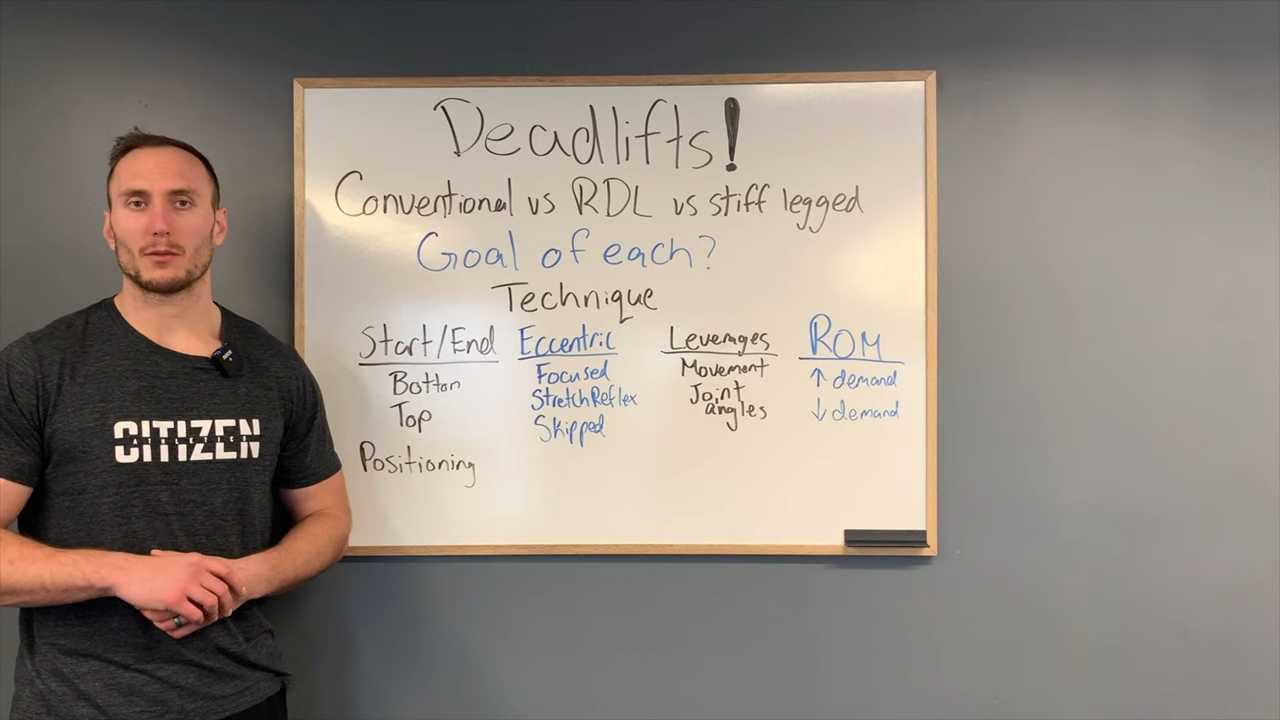 Deadlifts!
Conventional vs RDL vs stiff legged
Goal of each?
Technique
Start/End
Bottom
Top
Positioning
Eccentric
Focused
Stretch Reflex
Skipped
Leverages
Movement
Joint
angles
ROM
↑ demand
↓ demand
CITIZEN
ATHLETICS